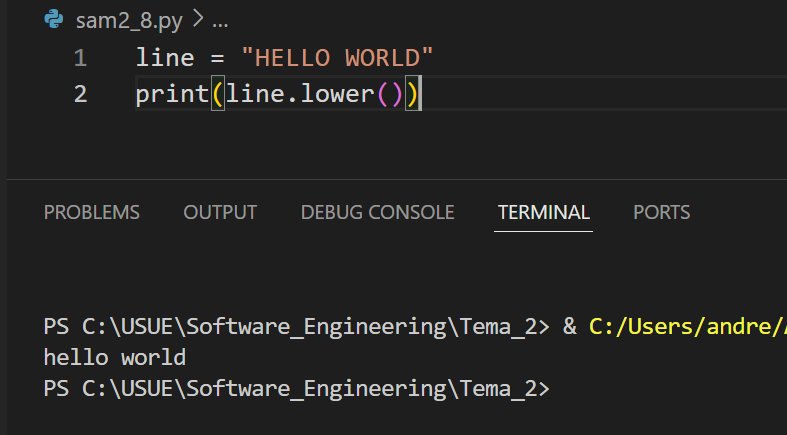 sam2_8.py > ...
1 line = "HELLO WORLD"
2 print(line.lower())
PROBLEMS OUTPUT DEBUG CONSOLE TERMINAL PORTS
PS C:\USUE\Software_Engineering\Tema_2> & C:/Users/andre/
hello world
PS C:\USUE\Software_Engineering\Tema_2>